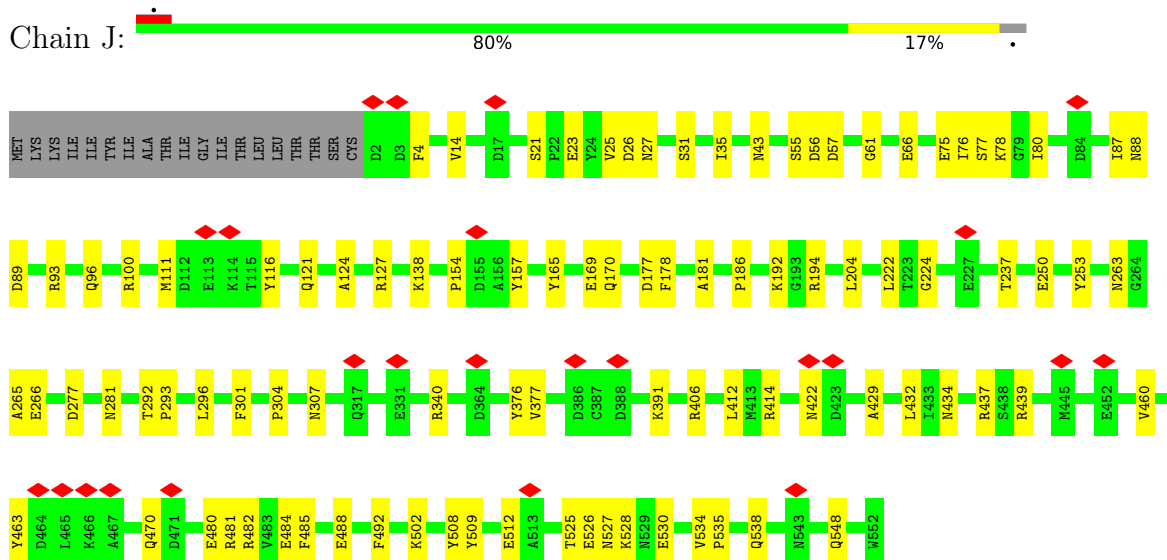 Chain J:
80% 17%
MET LYS LYS ILE ILE TYR ILE ALA THR ILE GLY ILE THR LEU LEU THR THR SER CYS D2 D3 F4 V14 D17 S21 P22 E23 Y24 V25 D26 N27 S31 I35 N43 S55 D56 D57 G61 E66 E75 I76 S77 K78 G79 I80 D84 I87 N88
D89 R93 Q96 R100 M111 D112 E113 K114 T115 Y116 Q121 A124 R127 K138 P154 D155 A156 Y157 Y165 E169 Q170 D177 F178 A181 P186 K192 G193 R194 L204 L222 T223 G224 E227 T237 E250 Y253 N263 G264
A265 E266 D277 N281 T292 P293 L296 F301 P304 N307 Q317 E331 R340 D364 Y376 V377 D386 C387 D388 K391 R406 L412 M413 R414 N422 D423 A429 L432 I433 N434 R437 S438 R439 M445 E452 V460
Y463 D464 L465 K466 A467 Q470 D471 E480 R481 R482 V483 E484 F485 E488 F492 K502 Y508 Y509 E512 A513 T525 E526 N527 K528 N529 E530 V534 P535 Q538 N543 Q548 W552